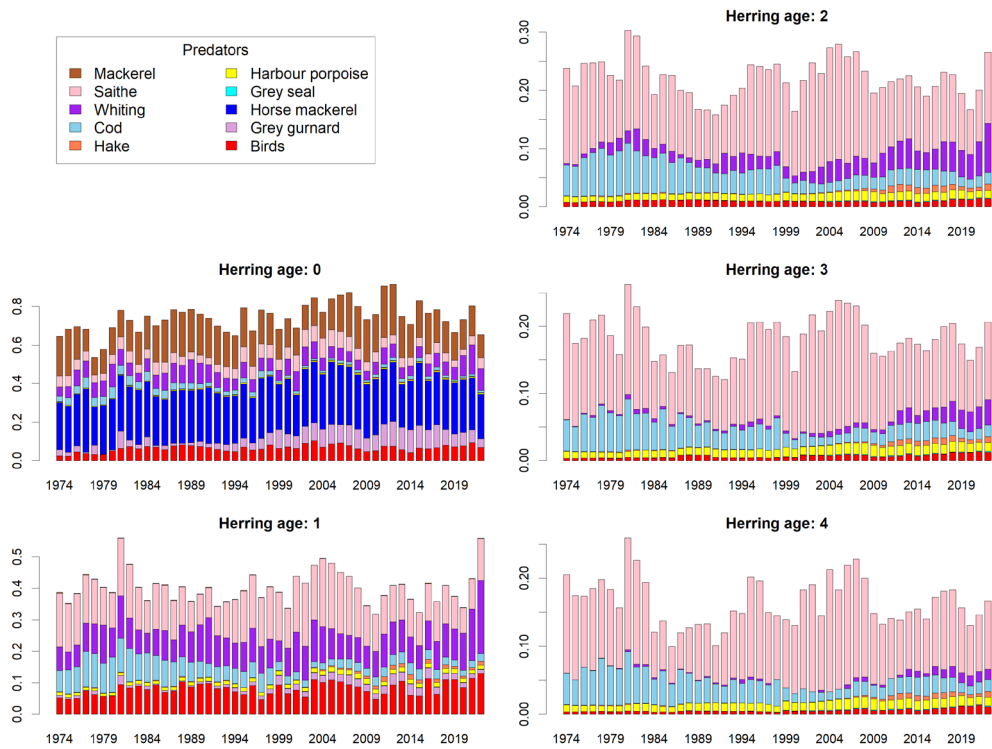 Predators
Mackerel
Saithe
Whiting
Cod
Hake
Harbour porpoise
Grey seal
Horse mackerel
Grey gurnard
Birds
Herring age: 2
0.00
0.10
0.20
0.30
1974 1979 1984 1989 1994 1999 2004 2009 2014 2019
Herring age: 0
0.0
0.2
0.4
0.6
0.8
1974 1979 1984 1989 1994 1999 2004 2009 2014 2019
Herring age: 3
0.00
0.10
0.20
1974 1979 1984 1989 1994 1999 2004 2009 2014 2019
Herring age: 1
0.0
0.1
0.2
0.3
0.4
0.5
1974 1979 1984 1989 1994 1999 2004 2009 2014 2019
Herring age: 4
0.00
0.10
0.20
1974 1979 1984 1989 1994 1999 2004 2009 2014 2019